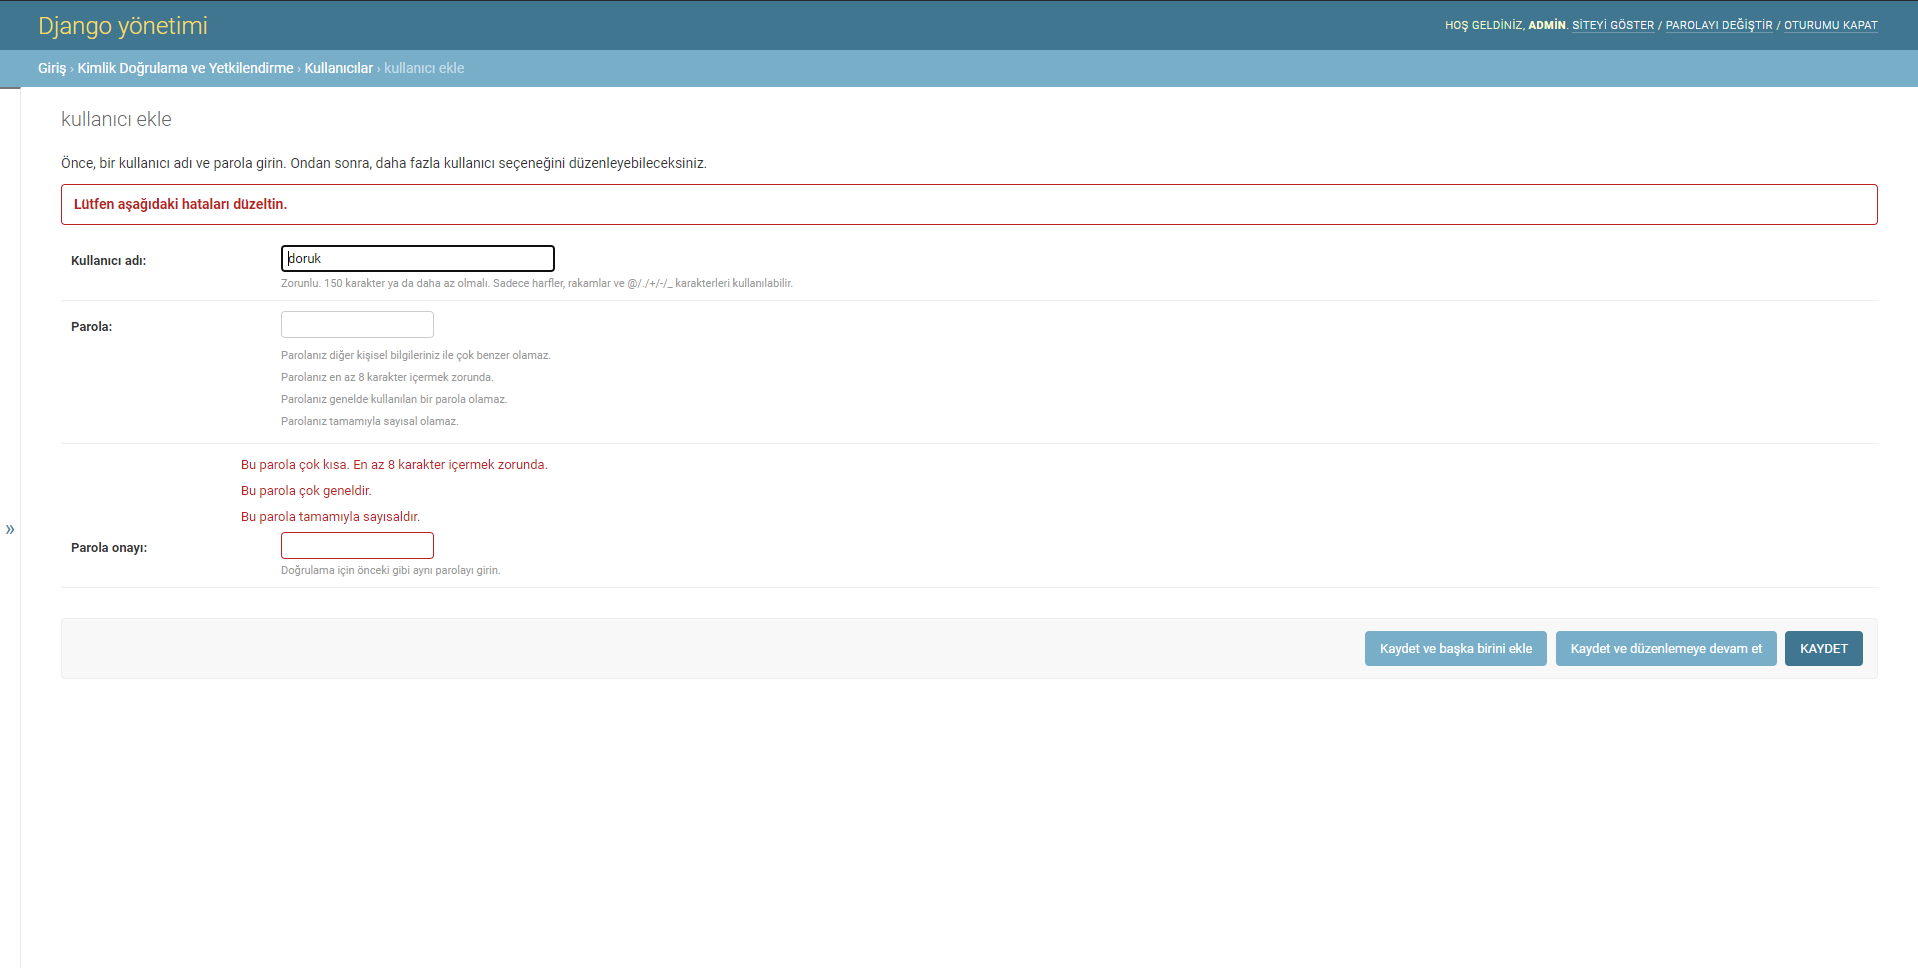 Django yönetimi
HOŞ GELDİNİZ, ADMIN. SİTEYİ GÖSTER / PAROLAYI DEĞİŞTİR / OTURUMU KAPAT
Giriş › Kimlik Doğrulama ve Yetkilendirme › Kullanıcılar › kullanıcı ekle
kullanıcı ekle
Önce, bir kullanıcı adı ve parola girin. Ondan sonra, daha fazla kullanıcı seçeneğini düzenleyebileceksiniz.
Lütfen aşağıdaki hataları düzeltin.
Kullanıcı adı: doruk
Zorunlu. 150 karakter ya da daha az olmalı. Sadece harfler, rakamlar ve @/./+/-/_ karakterleri kullanılabilir.
Parola:
Parolanız diğer kişisel bilgileriniz ile çok benzer olamaz.
Parolanız en az 8 karakter içermek zorunda.
Parolanız genelde kullanılan bir parola olamaz.
Parolanız tamamıyla sayısal olamaz.
Bu parola çok kısa. En az 8 karakter içermek zorunda.
Bu parola çok geneldir.
Bu parola tamamıyla sayısaldır.
»
Parola onayı:
Doğrulama için önceki gibi aynı parolayı girin.
Kaydet ve başka birini ekle Kaydet ve düzenlemeye devam et KAYDET